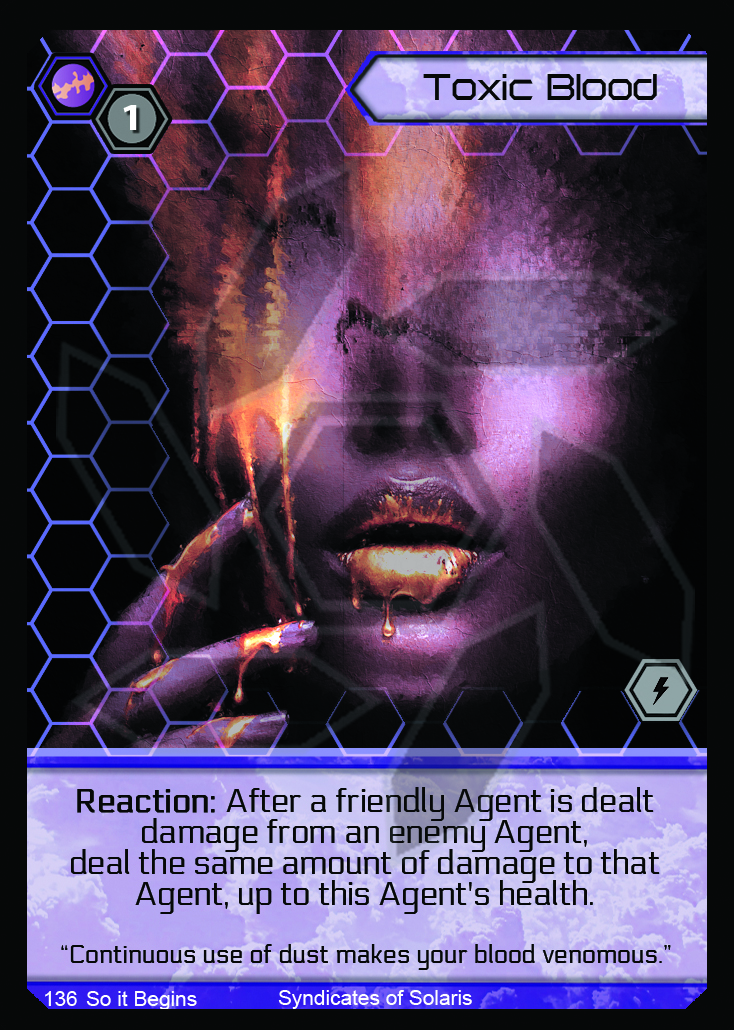 Toxic Blood
1
Reaction: After a friendly Agent is dealt
damage from an enemy Agent,
deal the same amount of damage to that
Agent, up to this Agent's health.
“Continuous use of dust makes your blood venomous.”
136 So it Begins Syndicates of Solaris